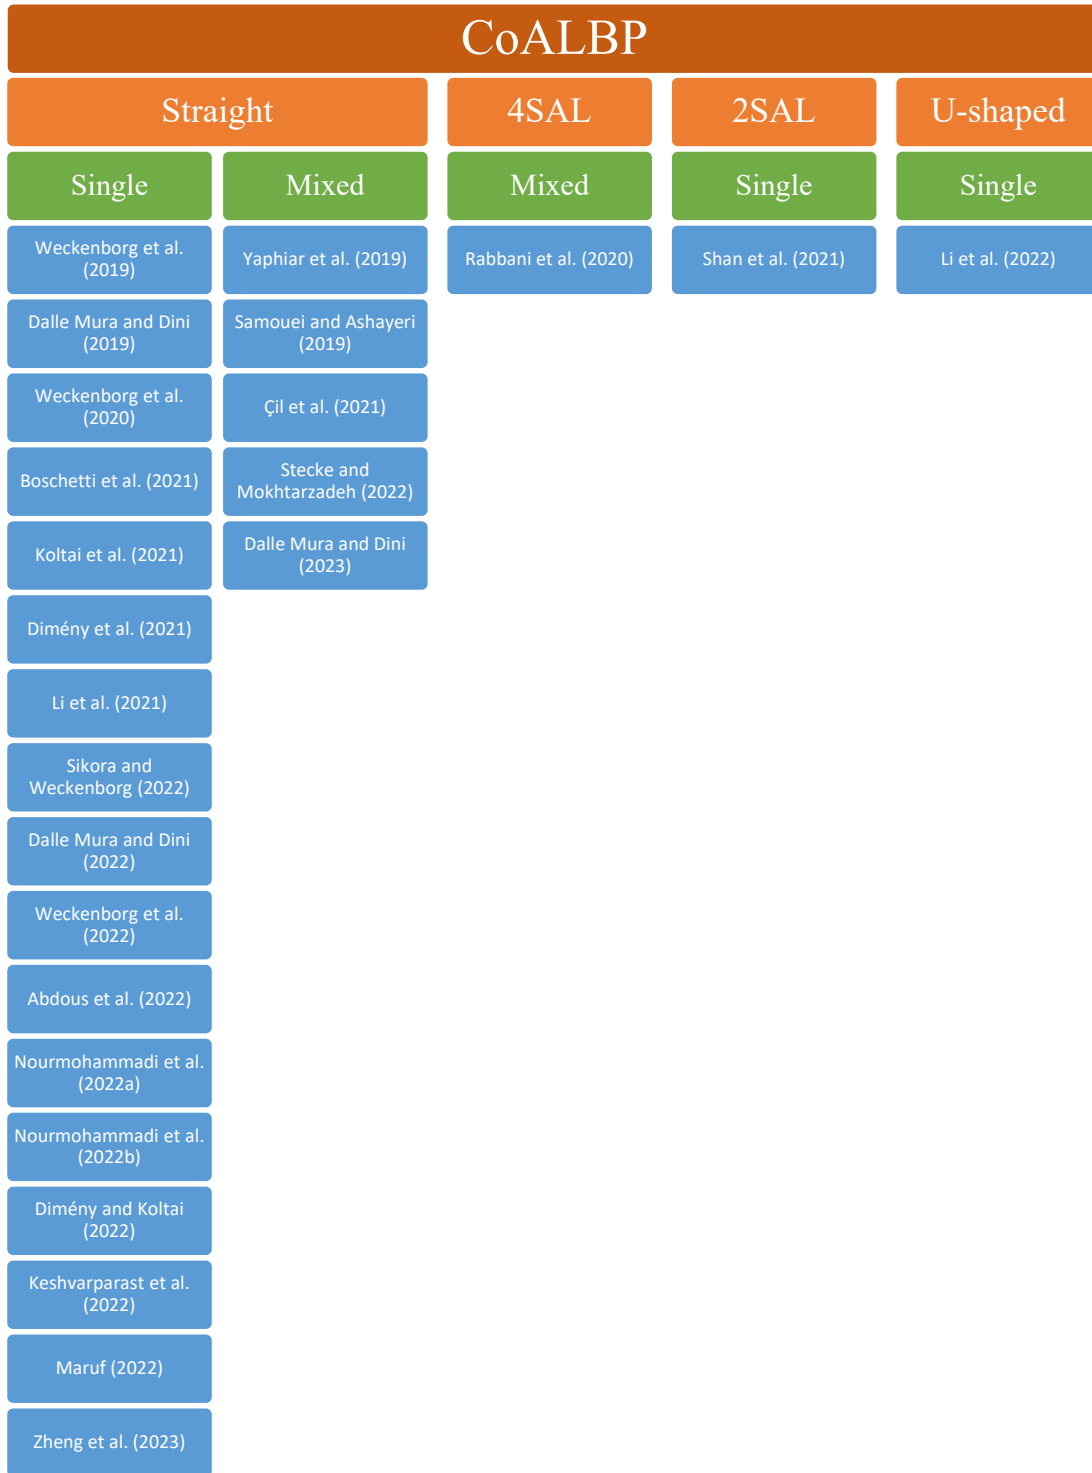 CoALBP
Straight
4SAL
2SAL
U-shaped
Single
Mixed
Mixed
Single
Single
Weckenborg et al.
(2019)
Yaphiar et al. (2019)
Rabbani et al. (2020)
Shan et al. (2021)
Li et al. (2022)
Dalle Mura and Dini
(2019)
Samouei and Ashayeri
(2019)
Weckenborg et al.
(2020)
Çil et al. (2021)
Boschetti et al. (2021)
Stecke and
Mokhtarzadeh (2022)
Koltai et al. (2021)
Dalle Mura and Dini
(2023)
Dimény et al. (2021)
Li et al. (2021)
Sikora and
Weckenborg (2022)
Dalle Mura and Dini
(2022)
Weckenborg et al.
(2022)
Abdous et al. (2022)
Nourmohammadi et al.
(2022a)
Nourmohammadi et al.
(2022b)
Dimény and Koltai
(2022)
Keshvarparast et al.
(2022)
Maruf (2022)
Zheng et al. (2023)